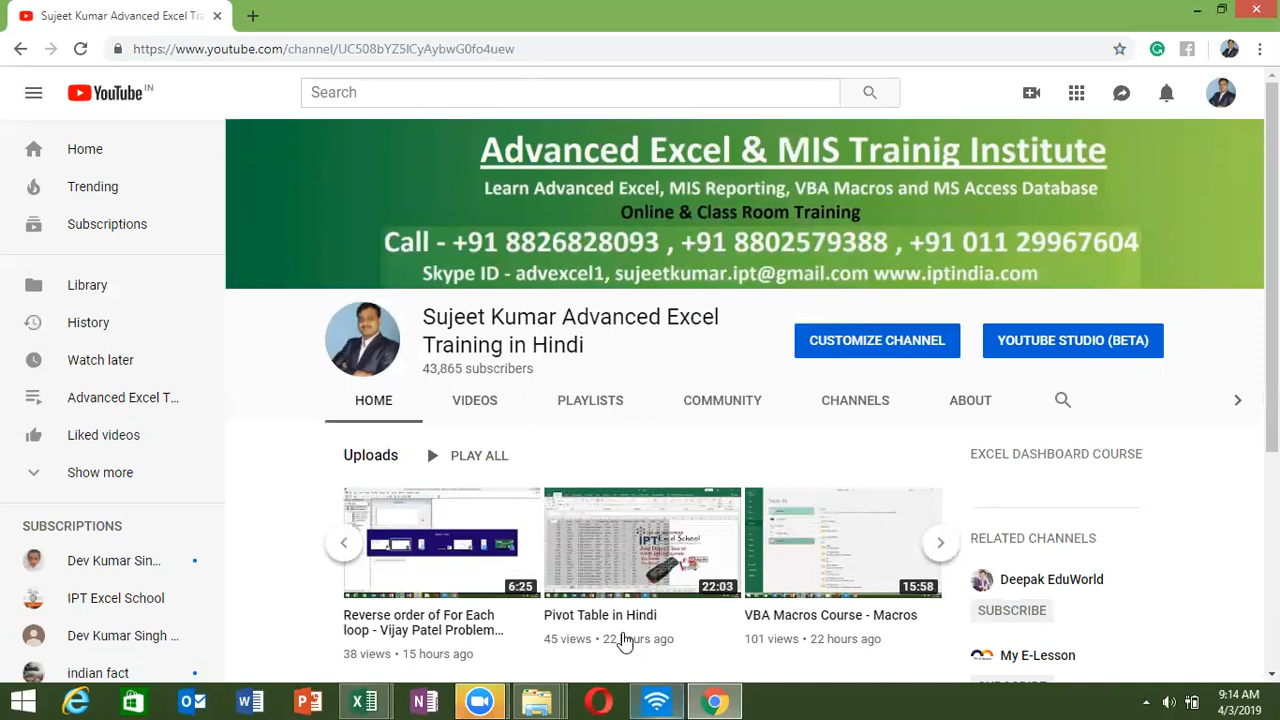 Sujeet Kumar Advanced Excel Tra
https://www.youtube.com/channel/UC508bYZ5ICyAybwG0fo4uew
YouTube IN
Search
Home
Trending
Subscriptions
Library
History
Watch later
Advanced Excel T...
Liked videos
Show more
SUBSCRIPTIONS
Dev Kumar Sin...
IPT Excel School
Dev Kumar Singh ...
indian fact
Advanced Excel & MIS Trainig Institute
Learn Advanced Excel, MIS Reporting, VBA Macros and MS Access Database
Online & Class Room Training
Call - +91 8826828093 , +91 8802579388 , +91 011 29967604
Skype ID - advexcel1, sujeetkumar.ipt@gmail.com www.iptindia.com
Sujeet Kumar Advanced Excel
Training in Hindi
43,865 subscribers
CUSTOMIZE CHANNEL
YOUTUBE STUDIO (BETA)
HOME VIDEOS PLAYLISTS COMMUNITY CHANNELS ABOUT
Uploads PLAY ALL
6:25
Reverse order of For Each
loop - Vijay Patel Problem...
38 views • 15 hours ago
22:03
Pivot Table in Hindi
45 views • 22 hours ago
15:58
VBA Macros Course - Macros
101 views • 22 hours ago
EXCEL DASHBOARD COURSE
RELATED CHANNELS
Deepak EduWorld
SUBSCRIBE
My E-Lesson
9:14 AM
4/3/2019